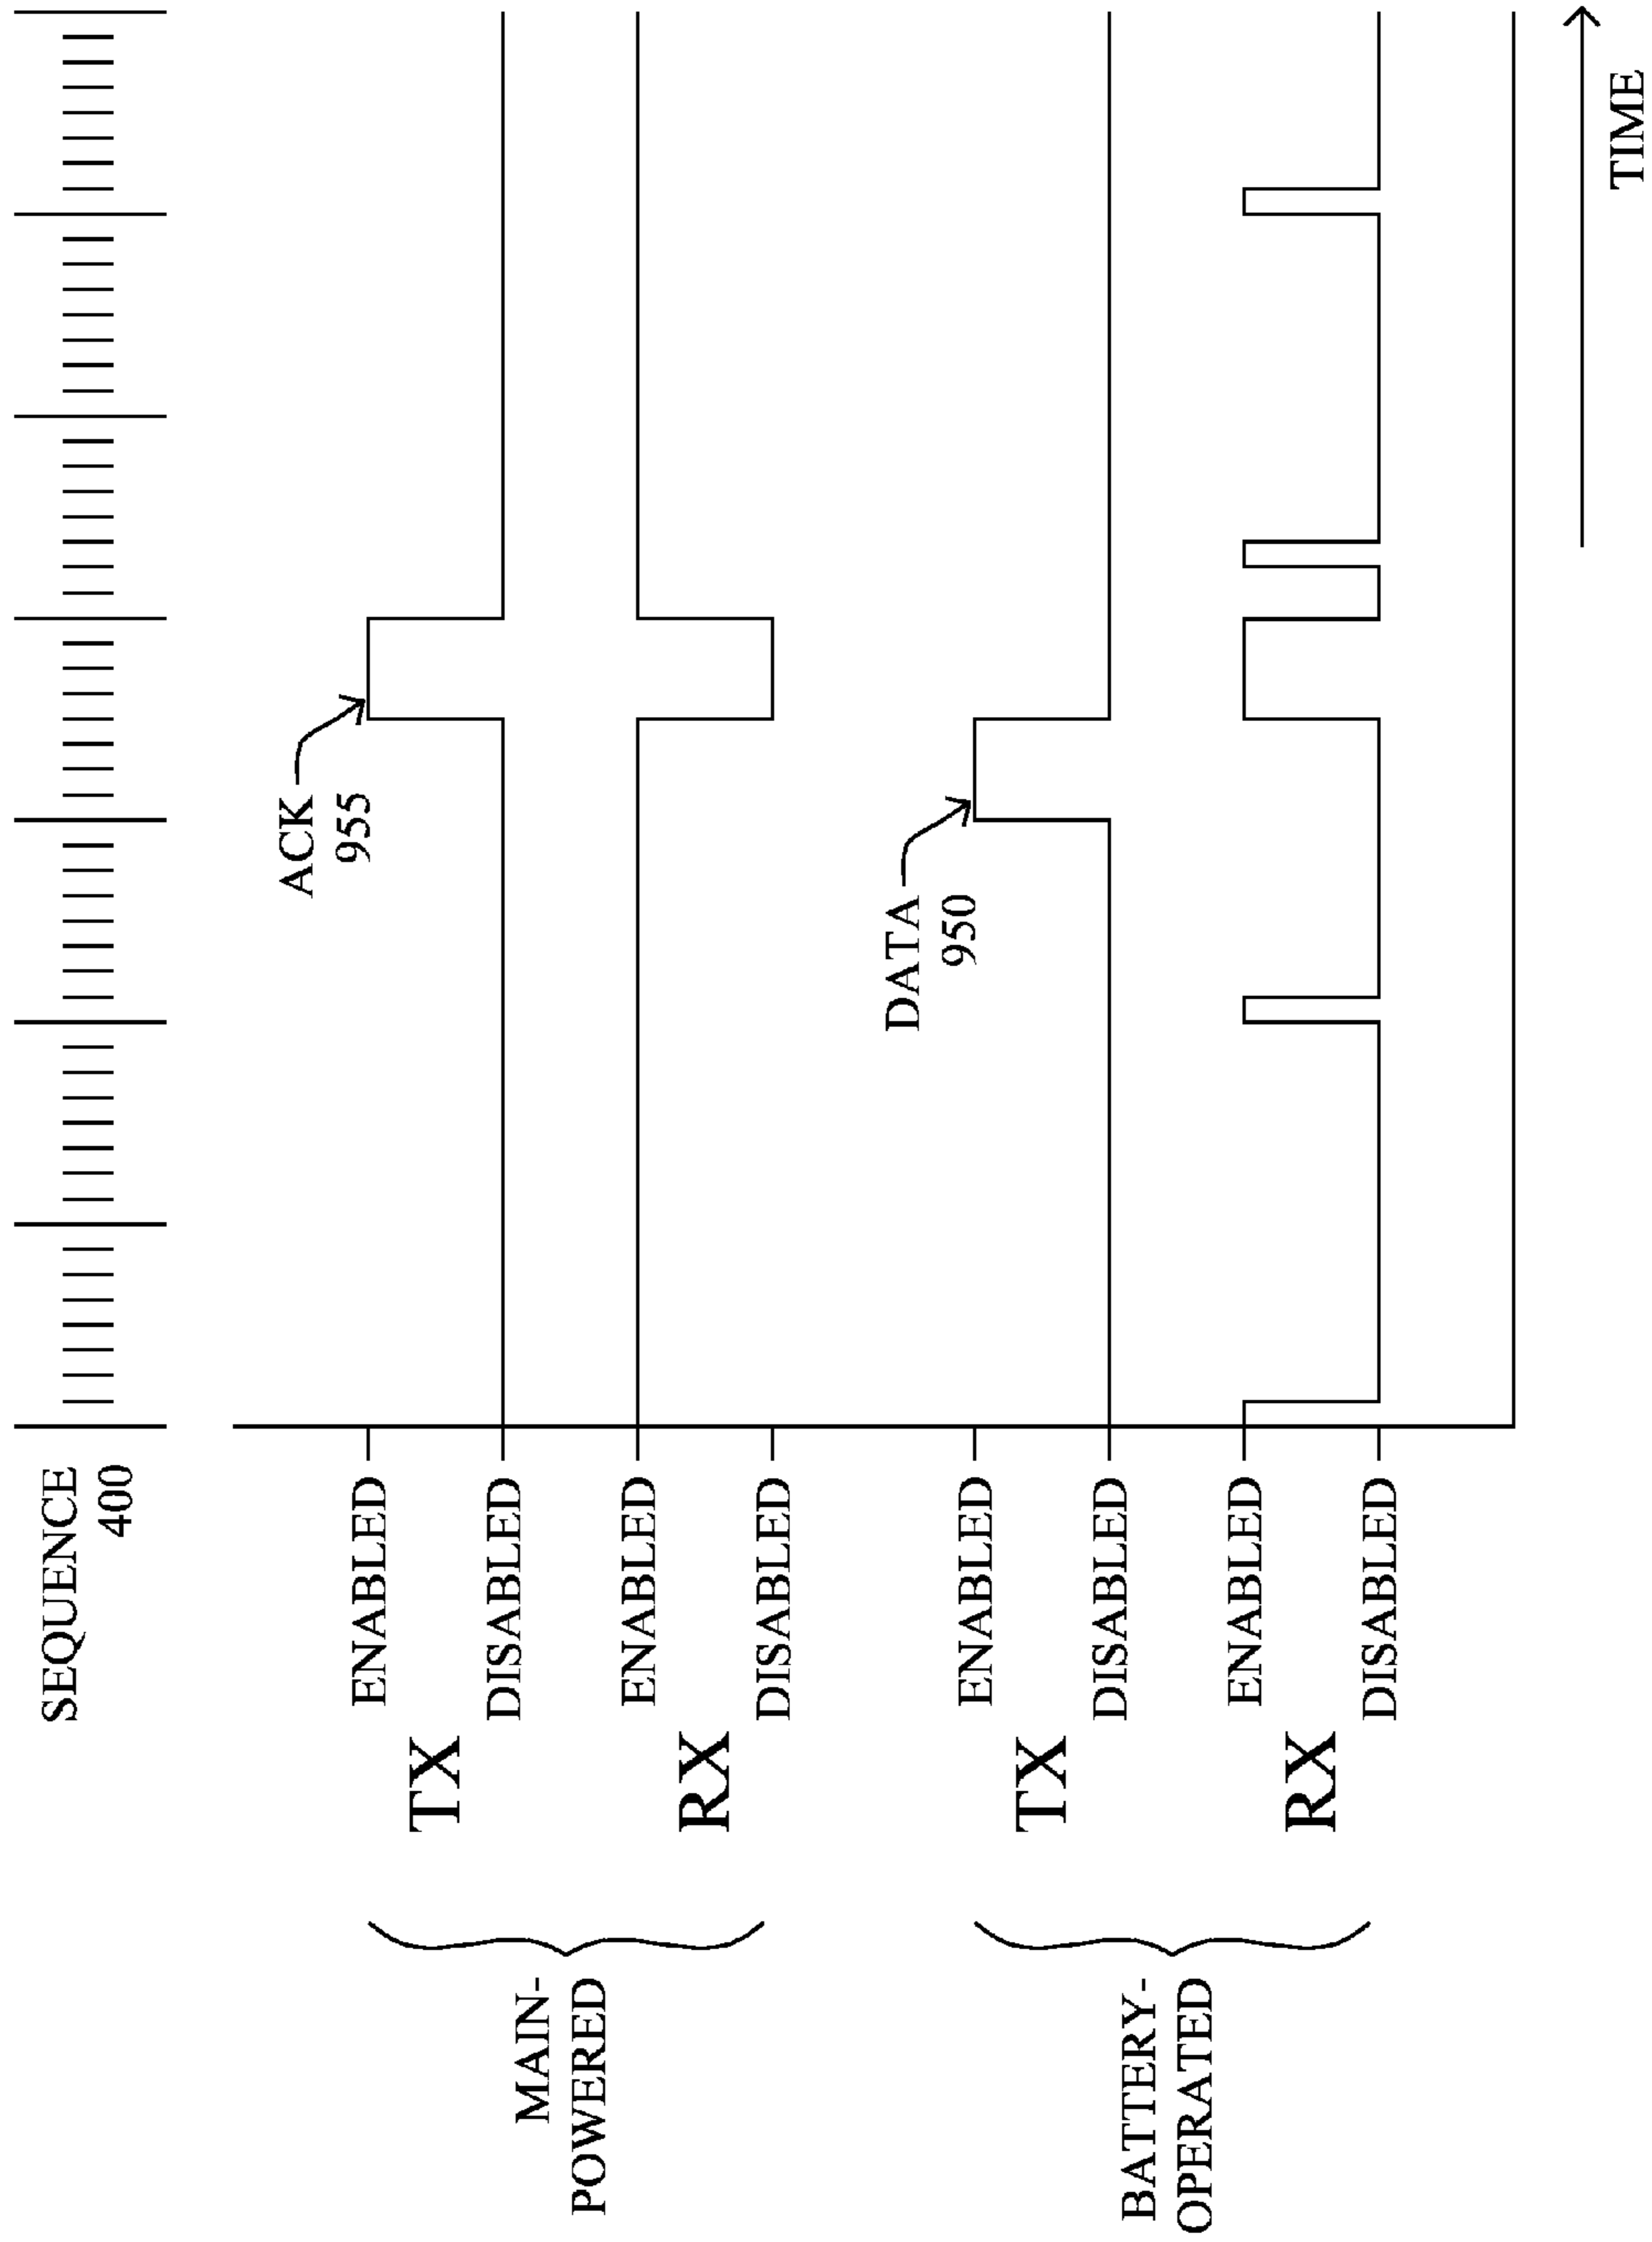 SEQUENCE
400
MAIN-
POWERED
TX
ENABLED
DISABLED
RX
ENABLED
DISABLED
ACK
955
BATTERY-
OPERATED
TX
ENABLED
DISABLED
RX
ENABLED
DISABLED
DATA
950
TIME